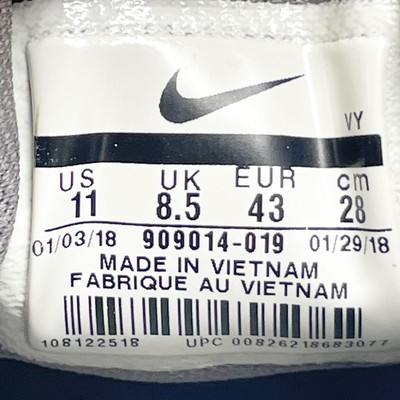 VY
US UK EUR cm
11 8.5 43 28
01/03/18 909014-019 01/29/18
MADE IN VIETNAM
FABRIQUE AU VIETNAM
108122518 UPC 00826218683077